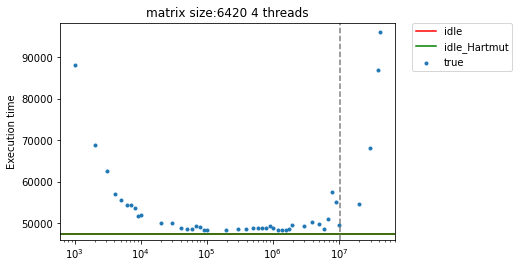 matrix size:6420 4 threads
idle
idle_Hartmut
true
Execution time
90000
80000
70000
60000
50000
10³ 10⁴ 10⁵ 10⁶ 10⁷